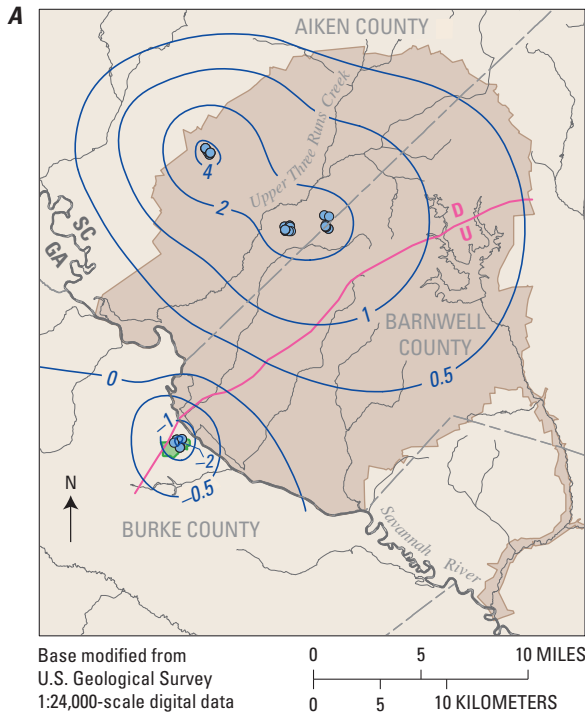 A
AIKEN COUNTY
Upper Three Runs Creek
4
2
D
U
SC
GA
1
BARNWELL
COUNTY
0
0.5
–1
–2
–0.5
N
BURKE COUNTY
Savannah River
Base modified from
U.S. Geological Survey
1:24,000-scale digital data
0 5 10 MILES
0 5 10 KILOMETERS